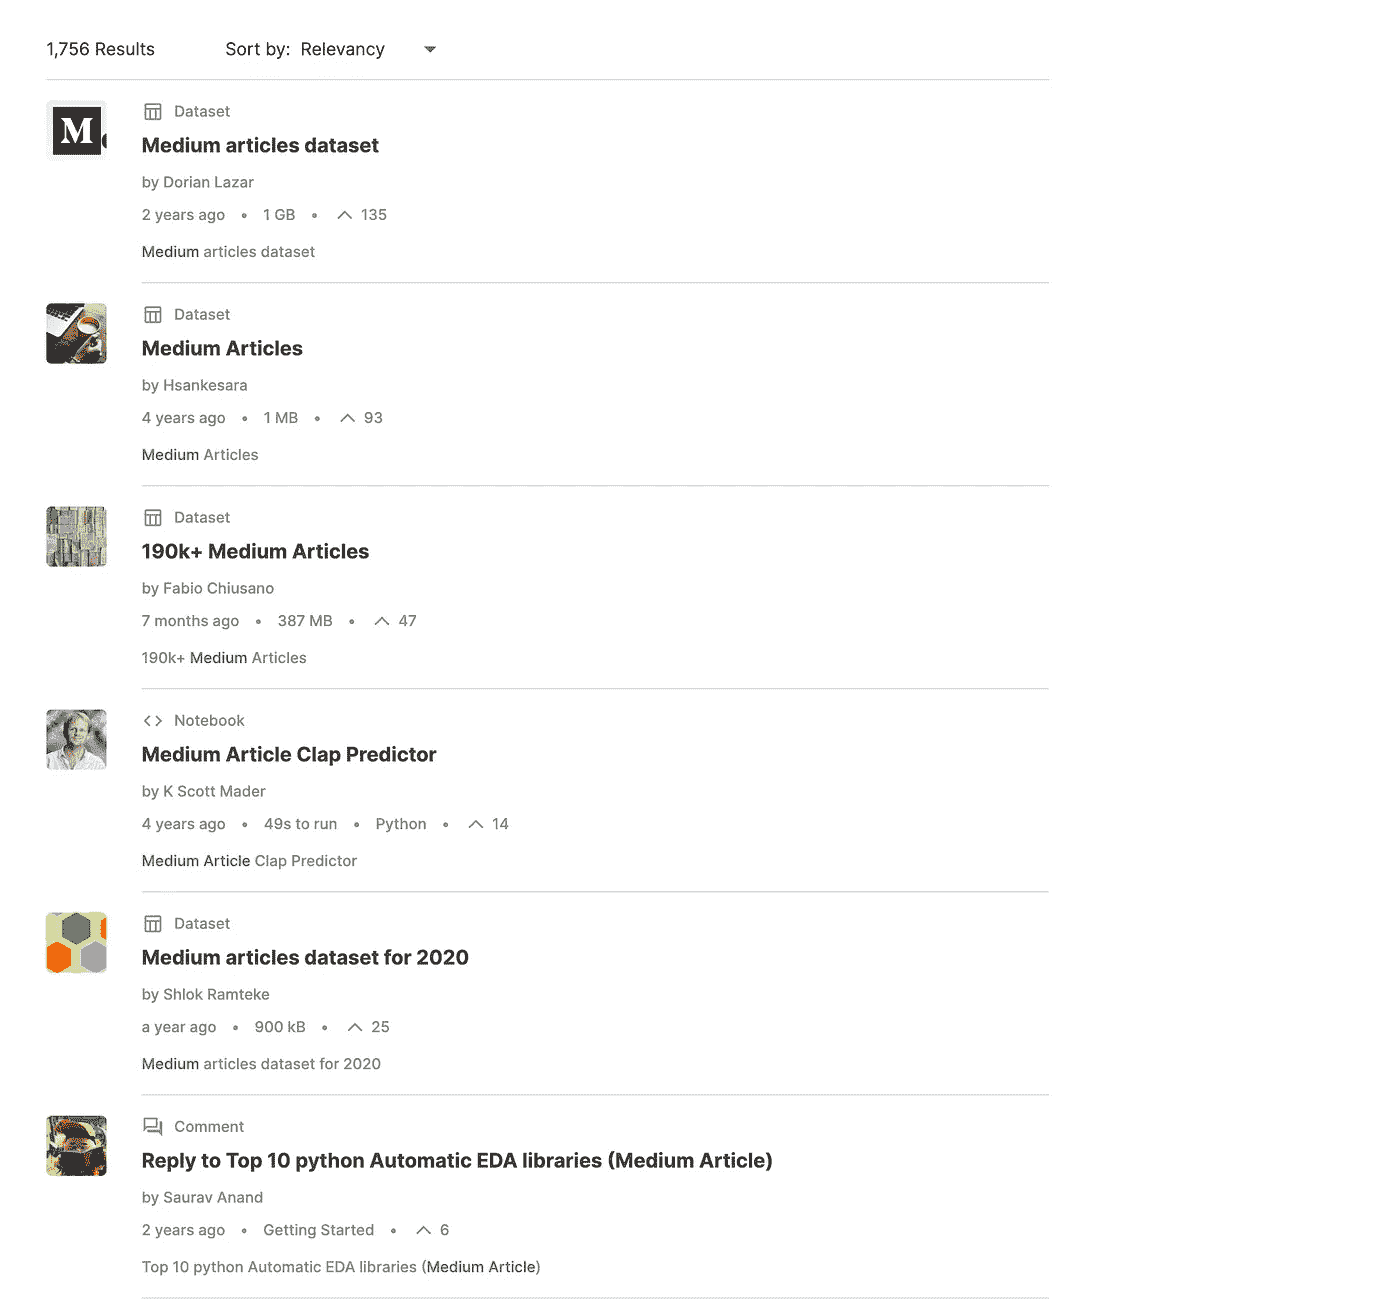 1,756 Results Sort by: Relevancy
M
Dataset
Medium articles dataset
by Dorian Lazar
2 years ago • 1 GB • 135
Medium articles dataset
Dataset
Medium Articles
by Hsankesara
4 years ago • 1 MB • 93
Medium Articles
Dataset
190k+ Medium Articles
by Fabio Chiusano
7 months ago • 387 MB • 47
190k+ Medium Articles
Notebook
Medium Article Clap Predictor
by K Scott Mader
4 years ago • 49s to run • Python • 14
Medium Article Clap Predictor
Dataset
Medium articles dataset for 2020
by Shlok Ramteke
a year ago • 900 kB • 25
Medium articles dataset for 2020
Comment
Reply to Top 10 python Automatic EDA libraries (Medium Article)
by Saurav Anand
2 years ago • Getting Started • 6
Top 10 python Automatic EDA libraries (Medium Article)